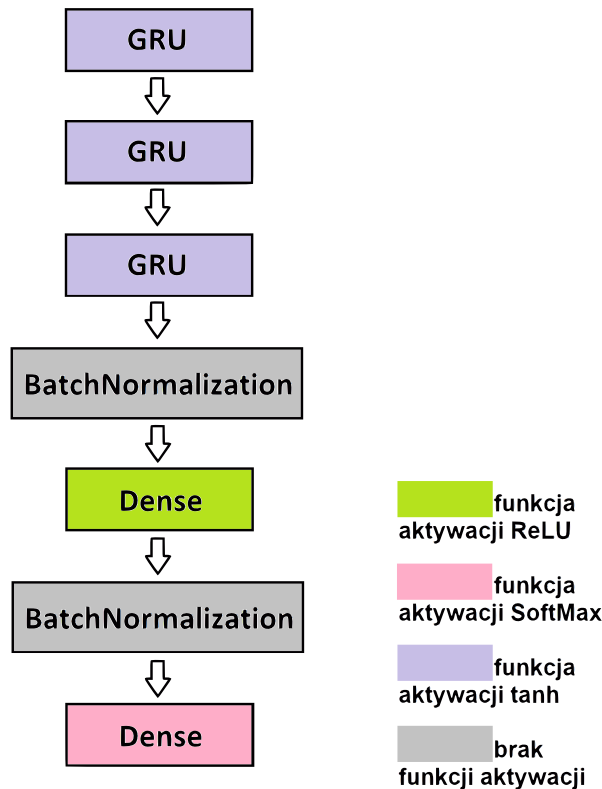 GRU
GRU
GRU
BatchNormalization
Dense
BatchNormalization
Dense
funkcja
aktywacji ReLU
funkcja
aktywacji SoftMax
funkcja
aktywacji tanh
brak
funkcji aktywacji